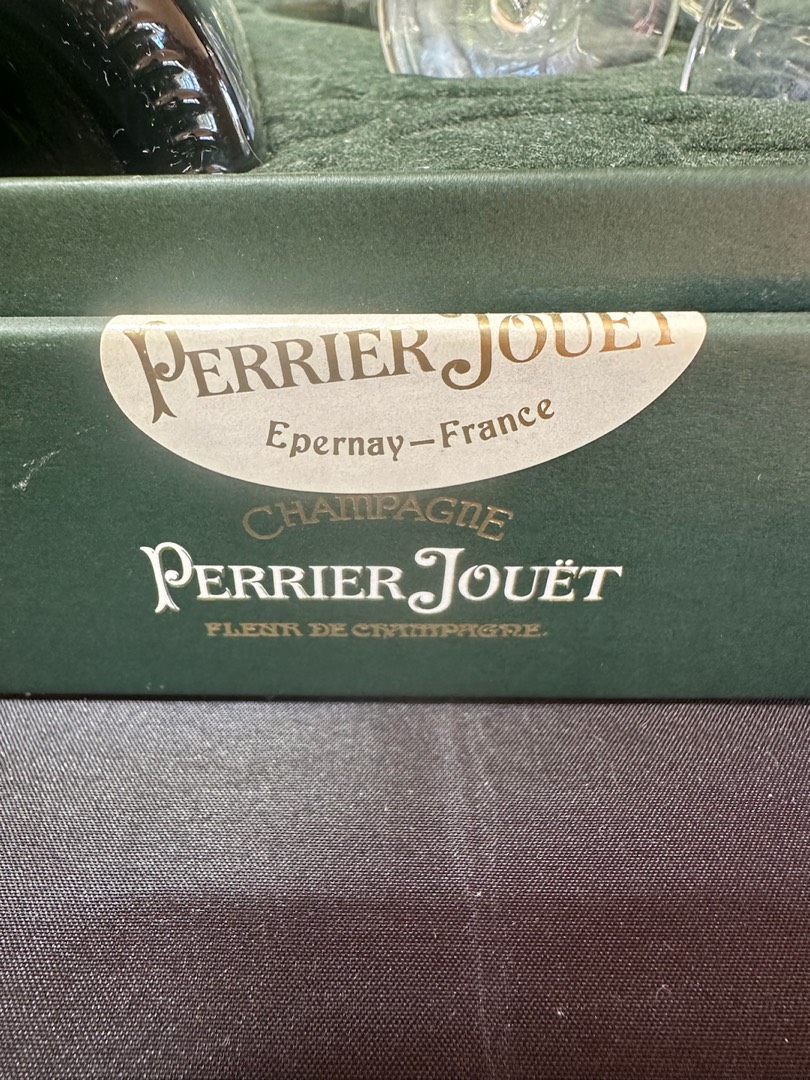 PERRIER JOUËT
Epernay–France
CHAMPAGNE
PERRIER JOUËT
FLEUR DE CHAMPAGNE.